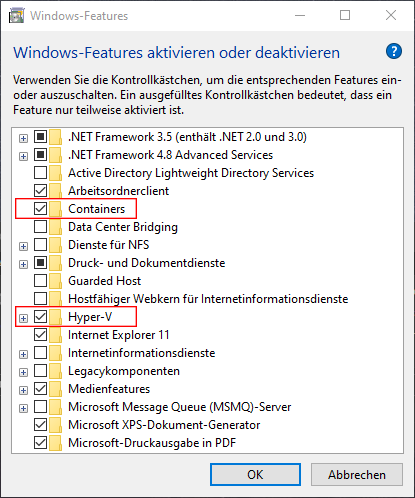 Windows-Features
Windows-Features aktivieren oder deaktivieren
Verwenden Sie die Kontrollkästchen, um die entsprechenden Features ein-
oder auszuschalten. Ein ausgefülltes Kontrollkästchen bedeutet, dass ein
Feature nur teilweise aktiviert ist.
.NET Framework 3.5 (enthält .NET 2.0 und 3.0)
.NET Framework 4.8 Advanced Services
Active Directory Lightweight Directory Services
Arbeitsordnerclient
Containers
Data Center Bridging
Dienste für NFS
Druck- und Dokumentdienste
Guarded Host
Hostfähiger Webkern für Internetinformationsdienste
Hyper-V
Internet Explorer 11
Internetinformationsdienste
Legacykomponenten
Medienfeatures
Microsoft Message Queue (MSMQ)-Server
Microsoft XPS-Dokument-Generator
Microsoft-Druckausgabe in PDF
OK
Abbrechen